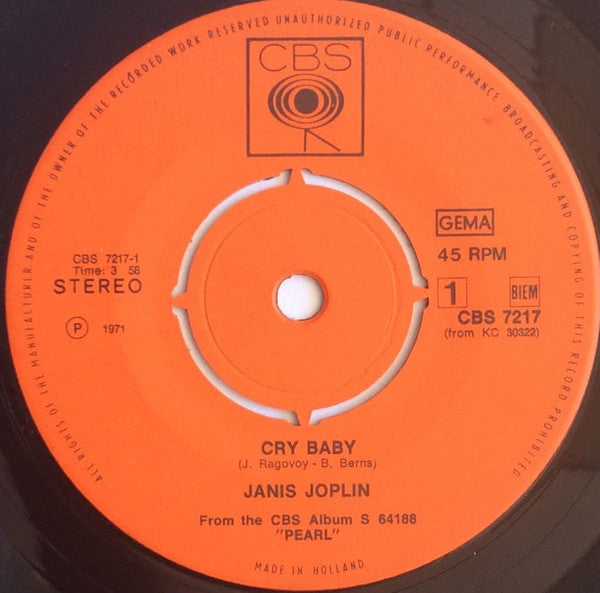 ALL RIGHTS OF THE MANUFACTURER AND OF THE OWNER OF THE RECORDED WORK RESERVED UNAUTHORIZED PUBLIC PERFORMANCE BROADCASTING AND COPYING OF THIS RECORD PROHIBITED
CBS
CBS 7217-1
Time: 3 58
STEREO
Ⓟ 1971
GEMA
45 RPM
1
BIEM
CBS 7217
(from KC 30322)
CRY BABY
(J. Ragovoy - B. Berns)
JANIS JOPLIN
From the CBS Album S 64188
"PEARL"
MADE IN HOLLAND